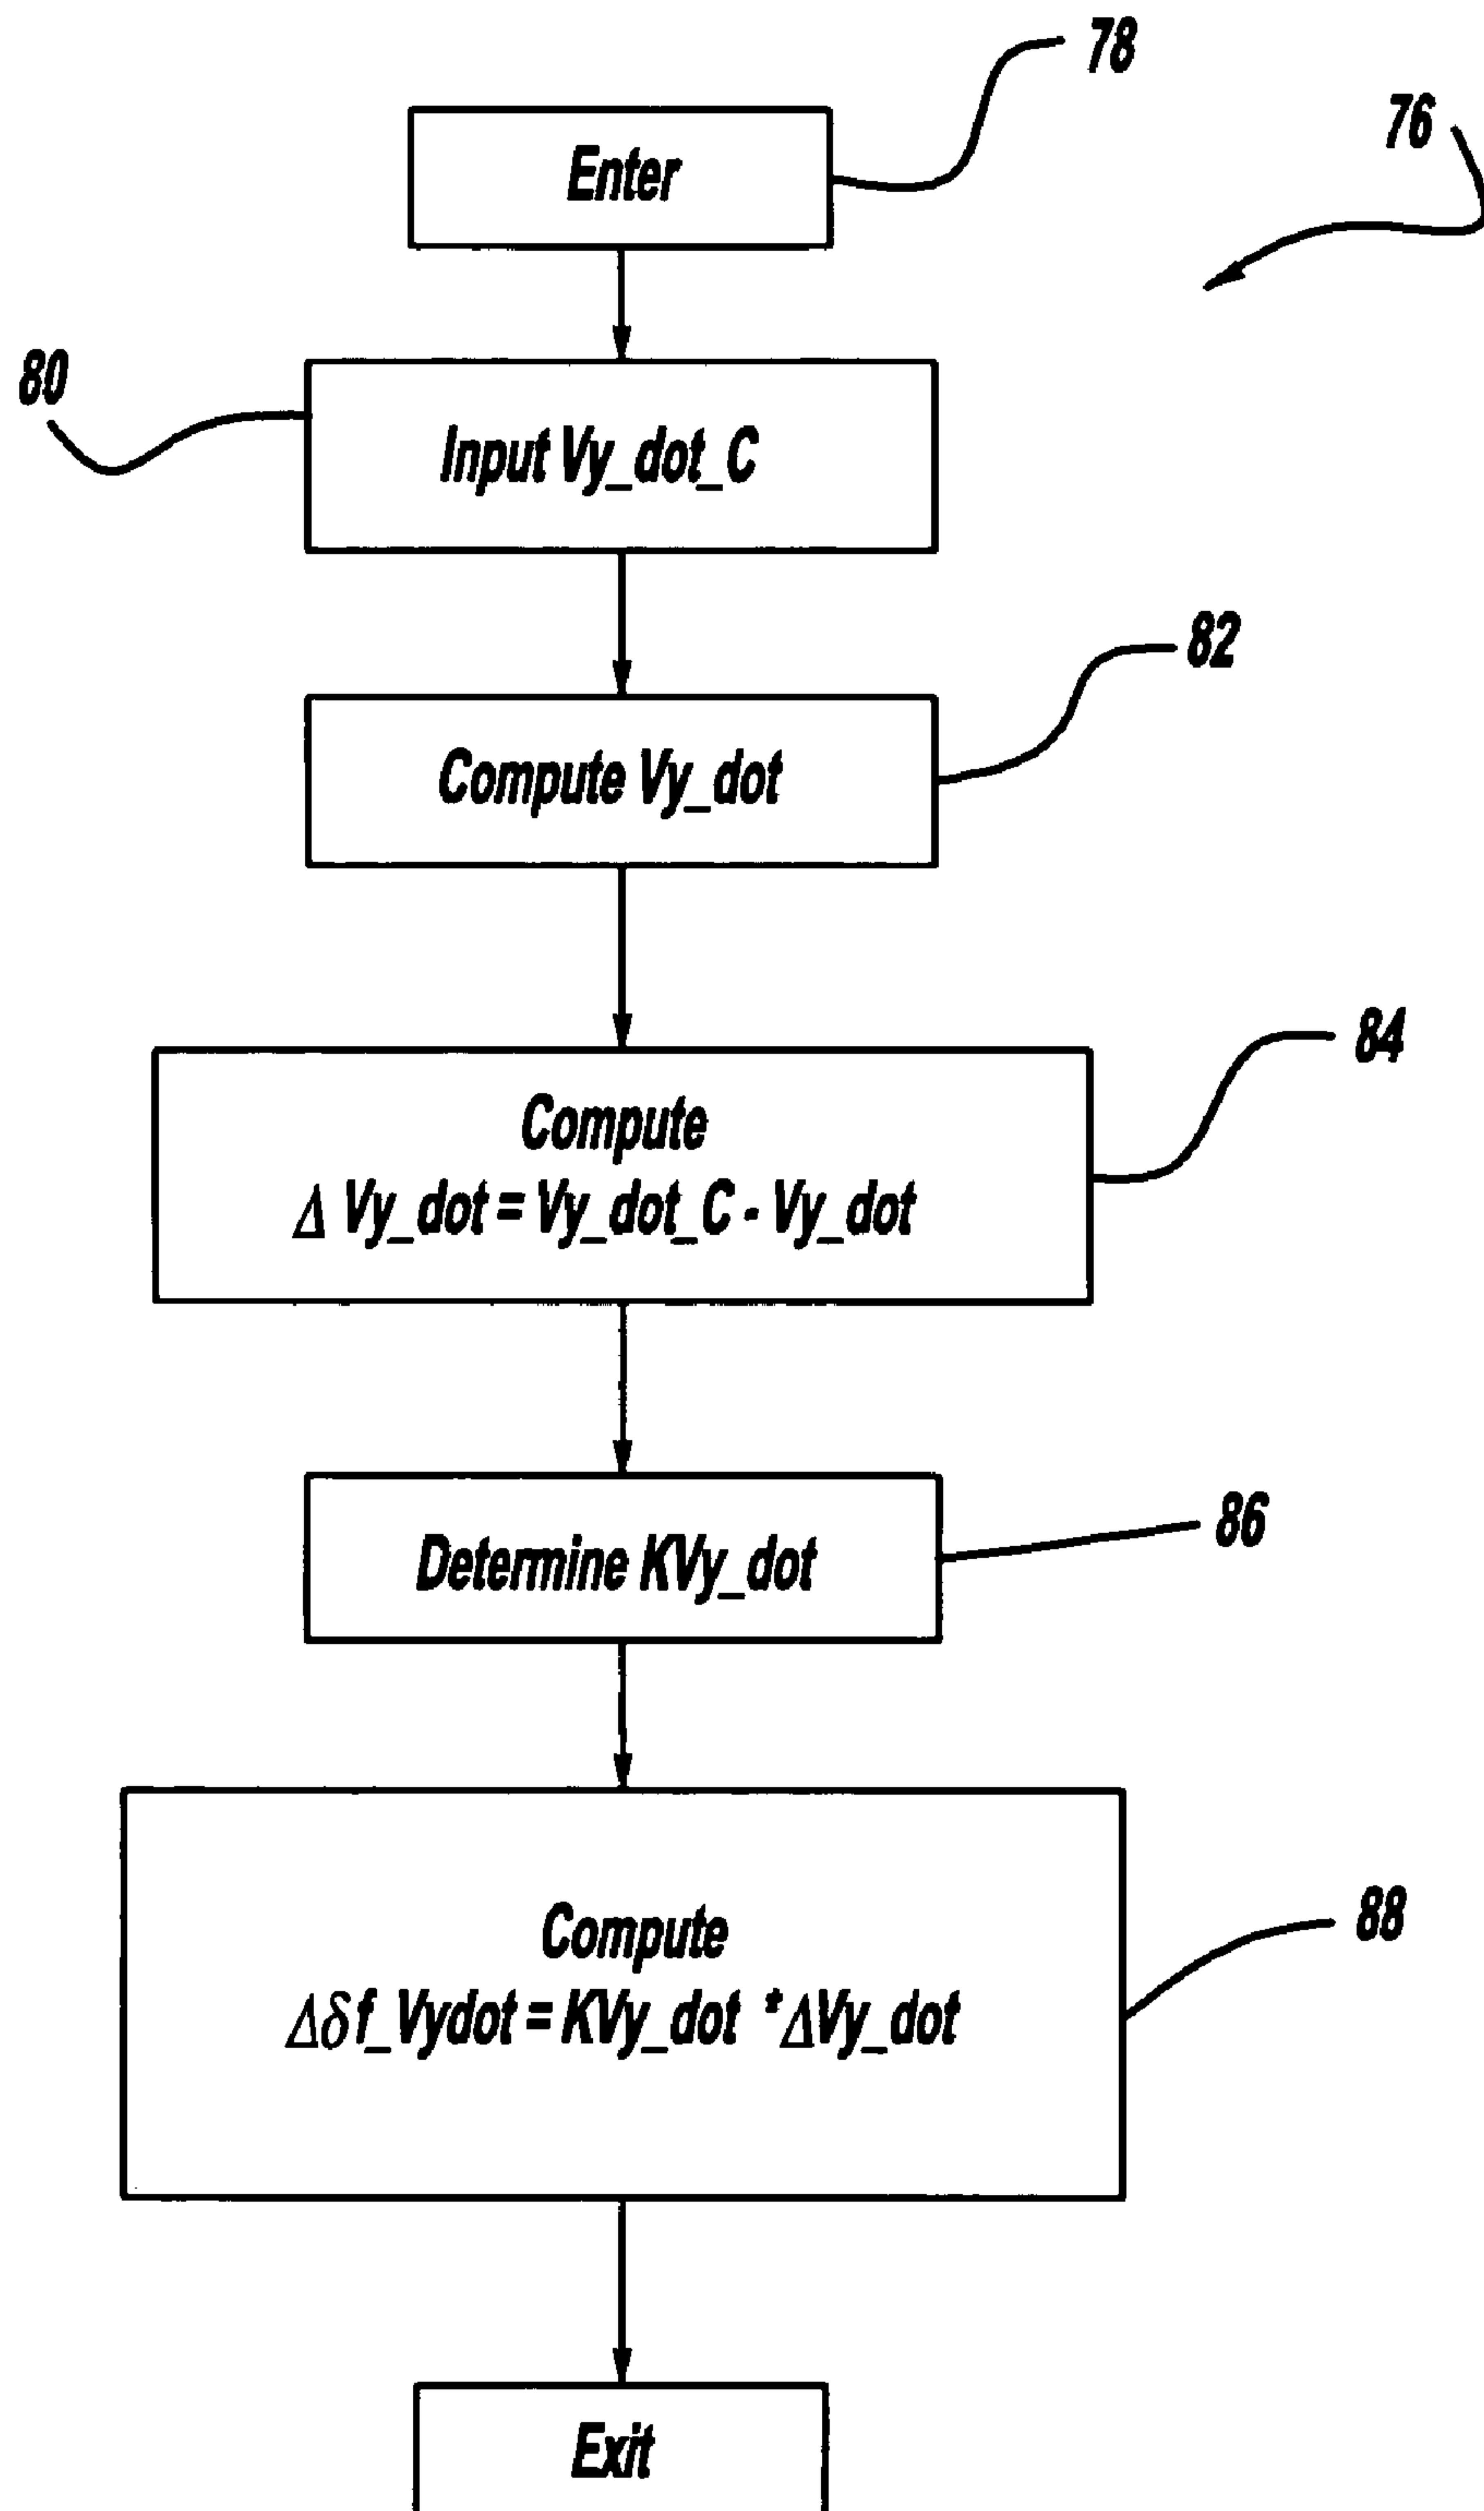 78
76
Enter
80
Input Vy_dot_C
82
Compute Vy_dot
84
Compute
Δ Vy_dot = Vy_dot_C - Vy_dot
86
Determine KVy_dot
88
Compute
Δδf_Vydot = KVy_dot *ΔVy_dot
Exit